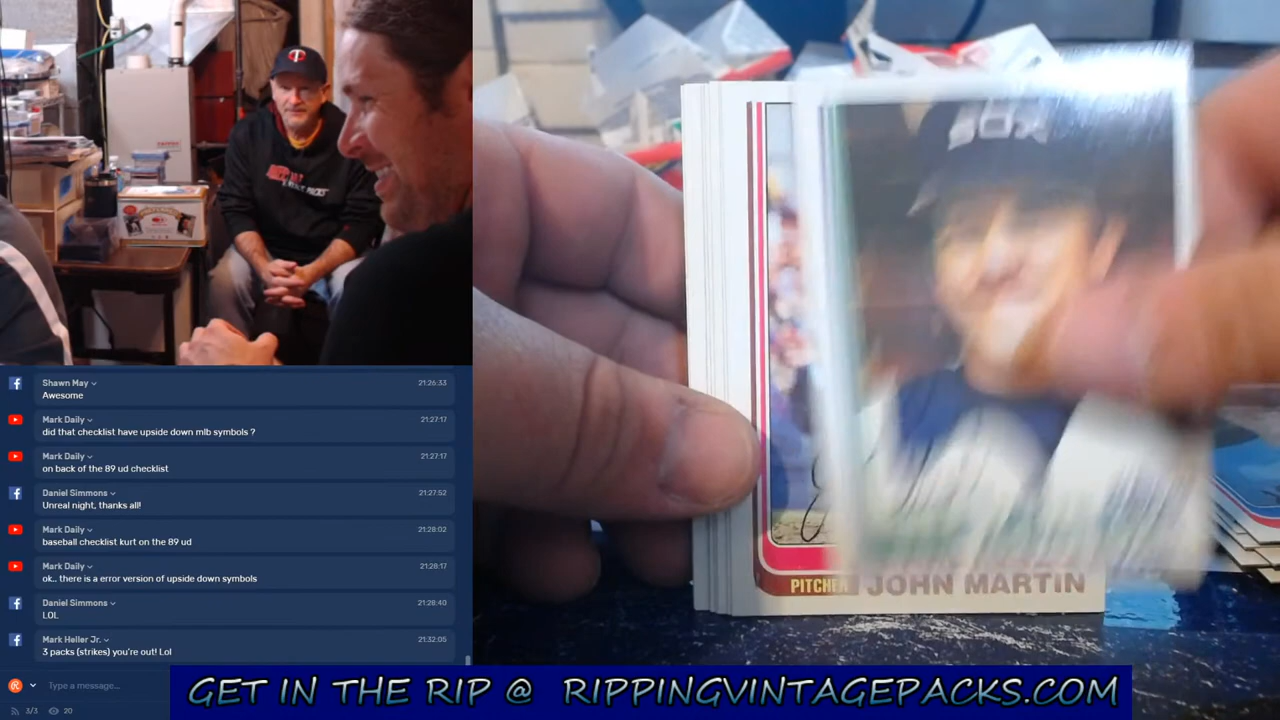 Shawn May
21:26:33
Awesome
Mark Daily
21:27:17
did that checklist have upside down mlb symbols ?
Mark Daily
21:27:17
on back of the 89 ud checklist
Daniel Simmons
21:27:52
Unreal night, thanks all!
Mark Daily
21:28:02
baseball checklist kurt on the 89 ud
Mark Daily
21:28:17
ok.. there is a error version of upside down symbols
Daniel Simmons
21:28:40
LOL
Mark Heller Jr.
21:32:05
3 packs (strikes) you're out! Lol
Type a message...
3/3
20
SOX
PITCHER JOHN MARTIN
GET IN THE RIP @ RIPPINGVINTAGEPACKS.COM